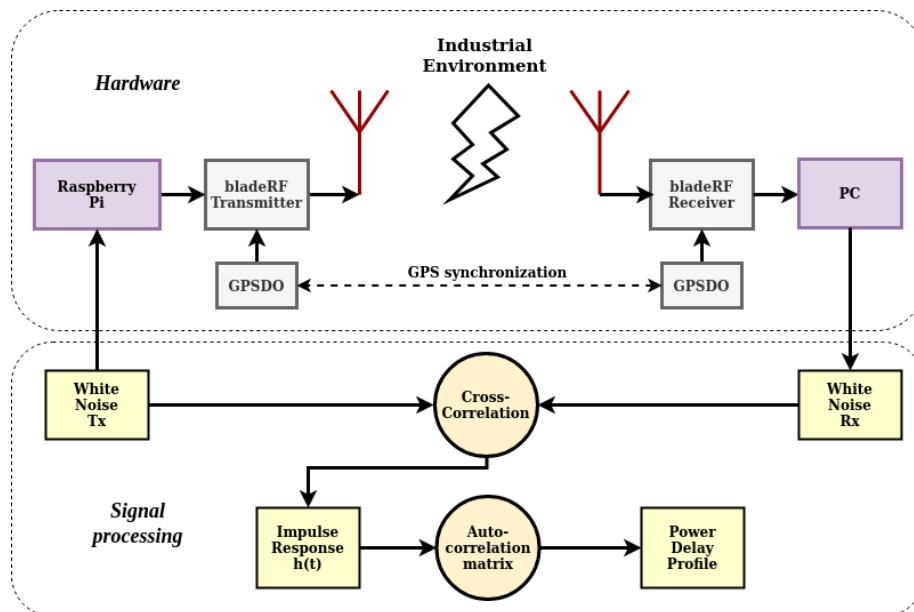 Industrial
Environment
Hardware
Raspberry
Pi
bladeRF
Transmitter
bladeRF
Receiver
PC
GPSDO
GPS synchronization
GPSDO
White
Noise
Tx
Cross-
Correlation
White
Noise
Rx
Signal
processing
Impulse
Response
h(t)
Auto-
correlation
matrix
Power
Delay
Profile